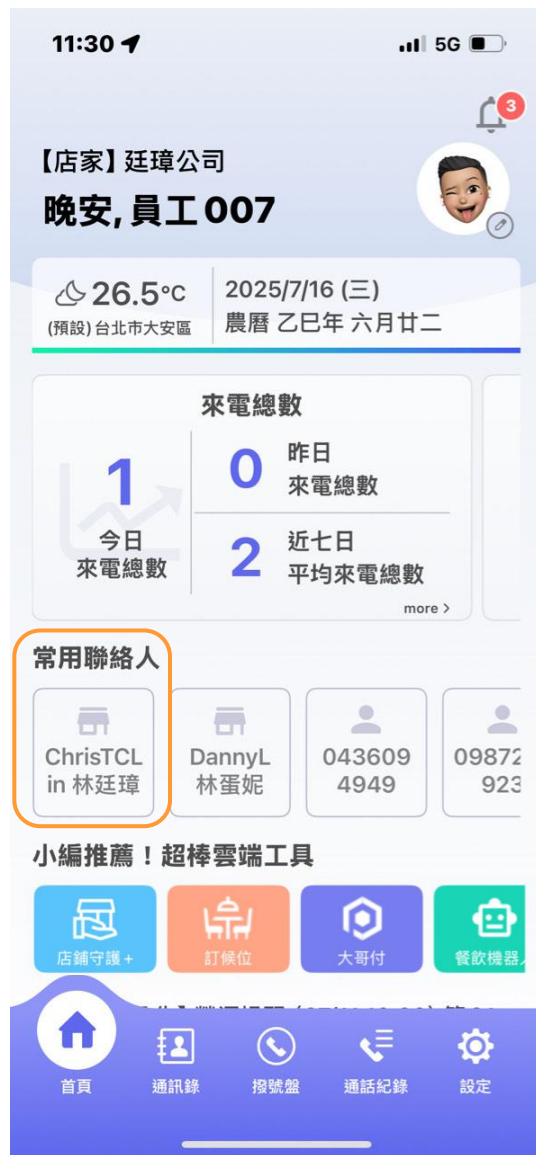 11:30
5G
3
【店家】廷璋公司
晚安, 員工 007
26.5°C
(預設) 台北市大安區
2025/7/16 (三)
農曆 乙巳年 六月廿二
來電總數
1
今日
來電總數
0
昨日
來電總數
2
近七日
平均來電總數
more >
常用聯絡人
ChrisTCL
in 林廷璋
DannyL
林蛋妮
043609
4949
09872
923
小編推薦！超棒雲端工具
店鋪守護+
訂候位
大哥付
餐飲機器
首頁
通訊錄
撥號盤
通話紀錄
設定